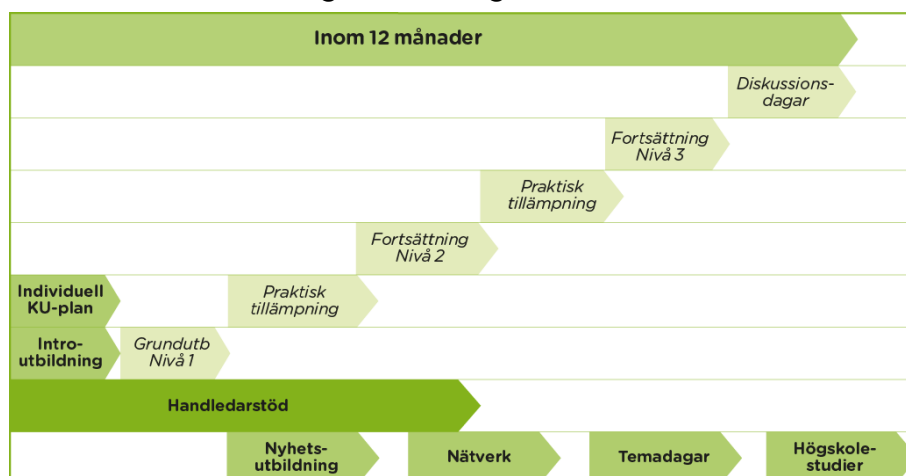 Inom 12 månader
Diskussions-
dagar
Fortsättning
Nivå 3
Praktisk
tillämpning
Fortsättning
Nivå 2
Individuell
KU-plan
Praktisk
tillämpning
Intro-
utbildning
Grundutb
Nivå 1
Handledarstöd
Nyhets-
utbildning
Nätverk
Temadagar
Högskole-
studier